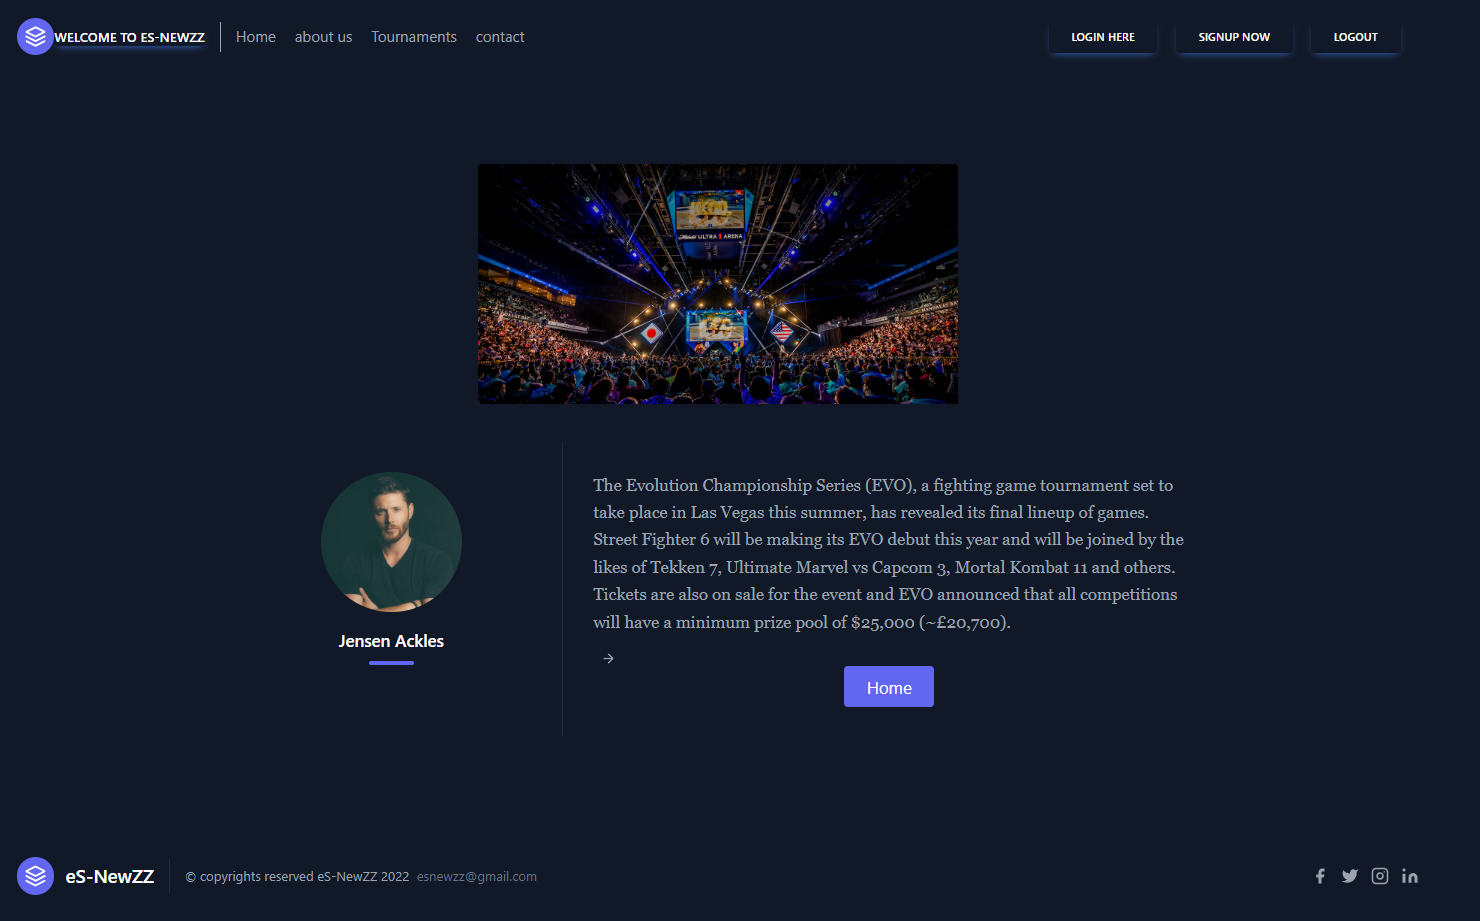 WELCOME TO ES-NEWZZ
Home
about us
Tournaments
contact
LOGIN HERE
SIGNUP NOW
LOGOUT
ULTRA ARENA
The Evolution Championship Series (EVO), a fighting game tournament set to
take place in Las Vegas this summer, has revealed its final lineup of games.
Street Fighter 6 will be making its EVO debut this year and will be joined by the
likes of Tekken 7, Ultimate Marvel vs Capcom 3, Mortal Kombat 11 and others.
Tickets are also on sale for the event and EVO announced that all competitions
will have a minimum prize pool of $25,000 (~£20,700).
Jensen Ackles
Home
eS-NewZZ
© copyrights reserved eS-NewZZ 2022 esnewzz@gmail.com